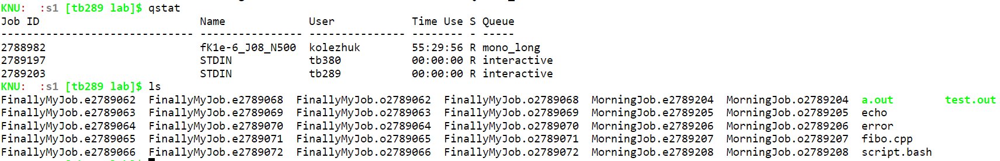 KNU:  :s1 [tb289 lab]$ qstat
Job ID                         Name             User            Time Use S Queue
------------------------------ ---------------- --------------- -------- - -----
2788982                        fK1e-6_J08_N500  kolezhuk        55:29:56 R mono_long
2789197                        STDIN            tb380           00:00:00 R interactive
2789203                        STDIN            tb289           00:00:00 R interactive
KNU:  :s1 [tb289 lab]$ ls
FinallyMyJob.e2789062  FinallyMyJob.e2789068  FinallyMyJob.o2789062  FinallyMyJob.o2789068  MorningJob.e2789204  MorningJob.o2789204  a.out        test.out
FinallyMyJob.e2789063  FinallyMyJob.e2789069  FinallyMyJob.o2789063  FinallyMyJob.o2789069  MorningJob.e2789205  MorningJob.o2789205  echo
FinallyMyJob.e2789064  FinallyMyJob.e2789070  FinallyMyJob.o2789064  FinallyMyJob.o2789070  MorningJob.e2789206  MorningJob.o2789206  error
FinallyMyJob.e2789065  FinallyMyJob.e2789071  FinallyMyJob.o2789065  FinallyMyJob.o2789071  MorningJob.e2789207  MorningJob.o2789207  fibo.cpp
FinallyMyJob.e2789066  FinallyMyJob.e2789072  FinallyMyJob.o2789066  FinallyMyJob.o2789072  MorningJob.e2789208  MorningJob.o2789208  script.bash